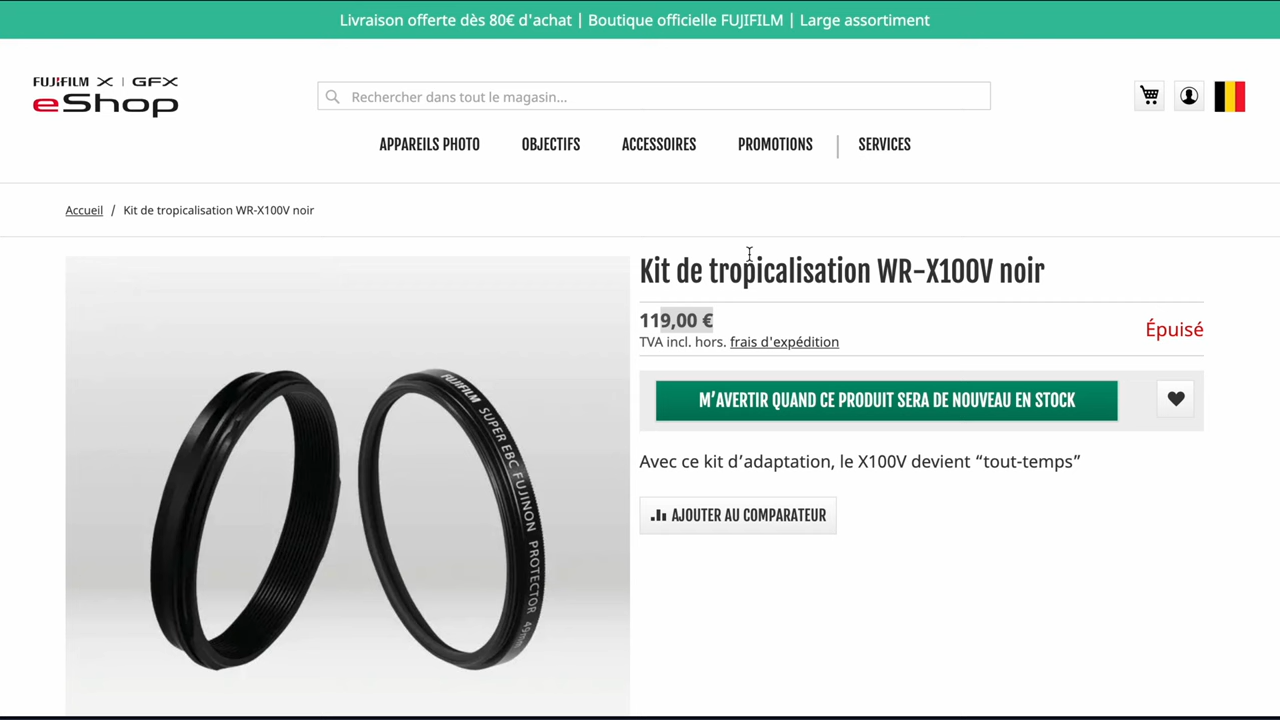 Livraison offerte dès 80€ d'achat | Boutique officielle FUJIFILM | Large assortiment
FUJIFILM X | GFX
eShop
Rechercher dans tout le magasin...
APPAREILS PHOTO
OBJECTIFS
ACCESSOIRES
PROMOTIONS
SERVICES
Accueil / Kit de tropicalisation WR-X100V noir
Kit de tropicalisation WR-X100V noir
119,00 €
Épuisé
TVA incl. hors. frais d'expédition
M'AVERTIR QUAND CE PRODUIT SERA DE NOUVEAU EN STOCK
Avec ce kit d’adaptation, le X100V devient “tout-temps”
AJOUTER AU COMPARATEUR
FUJIFILM SUPER EBC FUJINON PROTECTOR 49mm